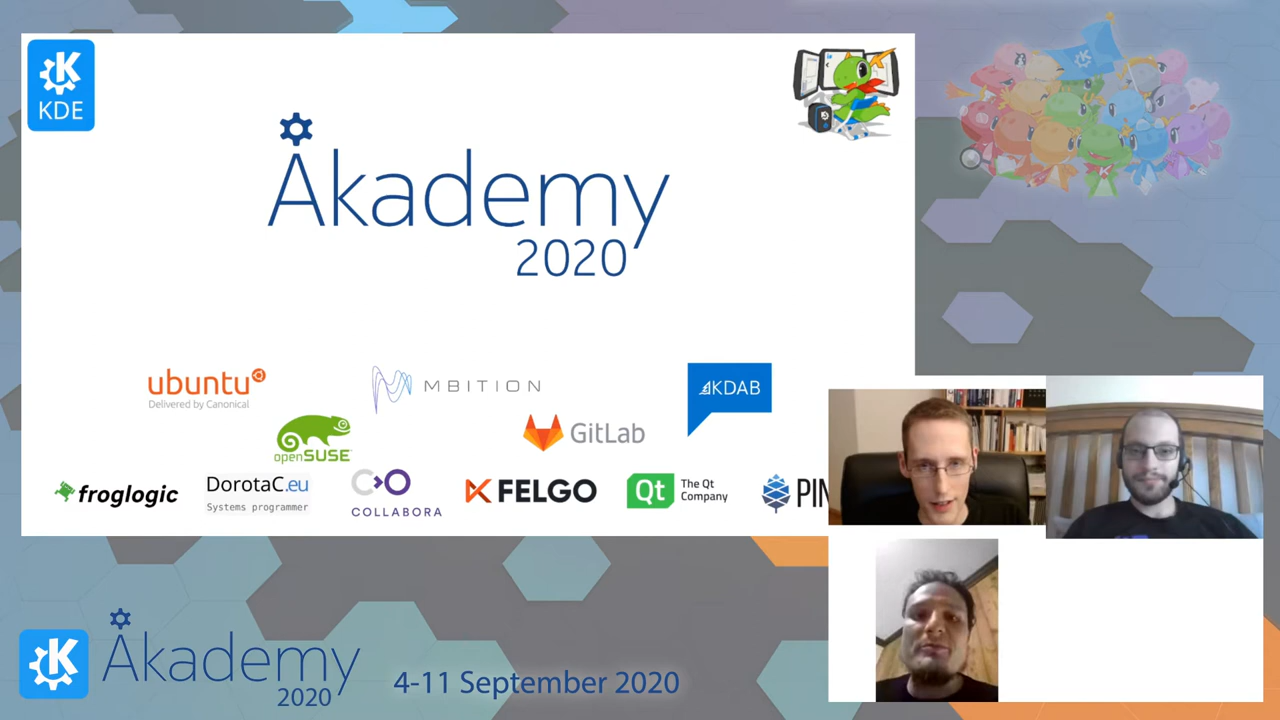 KDE
Akademy
2020
ubuntu
Delivered by Canonical
MBITION
KDAB
openSUSE
GitLab
froglogic
DorotaC.eu
Systems programmer
COLLABORA
FELGO
Qt
The Qt
Company
Akademy
2020
4-11 September 2020